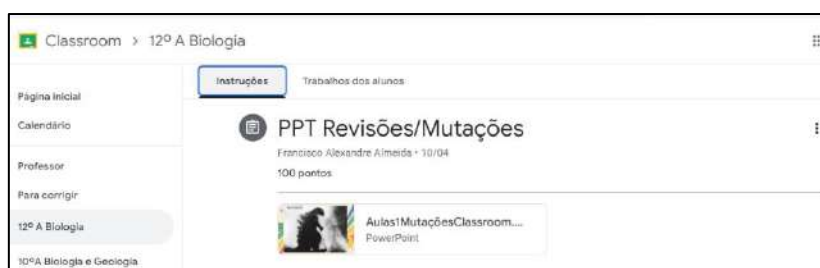 Classroom > 12º A Biologia
Instruções
Trabalhos dos alunos
Página inicial
Calendário
Professor
Para corrigir
12º A Biologia
10ºA Biologia e Geologia
PPT Revisões/Mutações
Francisco Alexandre Almeida • 10/04
100 pontos
Aulas1MutaçõesClassroom....
PowerPoint